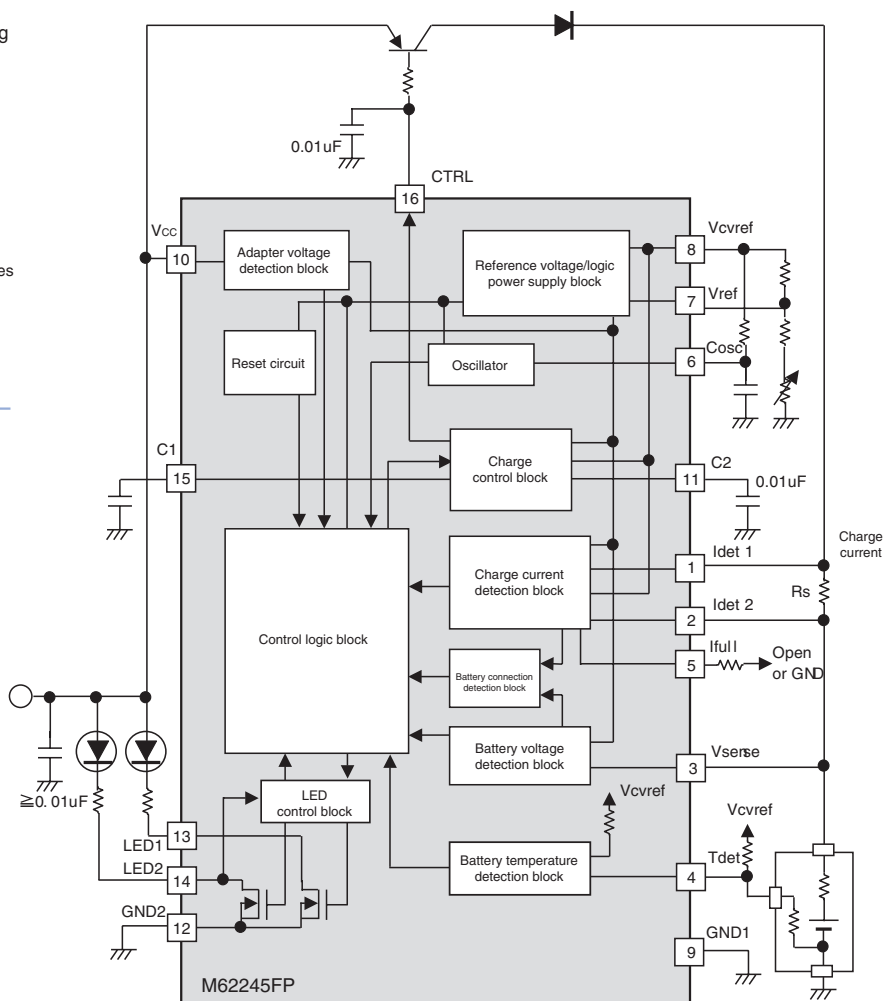 g
es
0.01uF
CTRL
16
Vcc
10
Adapter voltage
detection block
Reference voltage/logic
power supply block
Vcvref
8
7
Vref
Reset circuit
Oscillator
6
Cosc
C1
15
Charge
control block
11
C2
0.01uF
Charge
current
Charge current
detection block
1
Idet 1
Rs
2
Idet 2
Control logic block
5
Ifull
Open
or GND
Battery connection
detection block
Battery voltage
detection block
3
Vsense
≧0.01uF
LED
control block
Vcvref
Vcvref
13
LED1
LED2
14
Battery temperature
detection block
4
Tdet
GND2
12
9
GND1
M62245FP